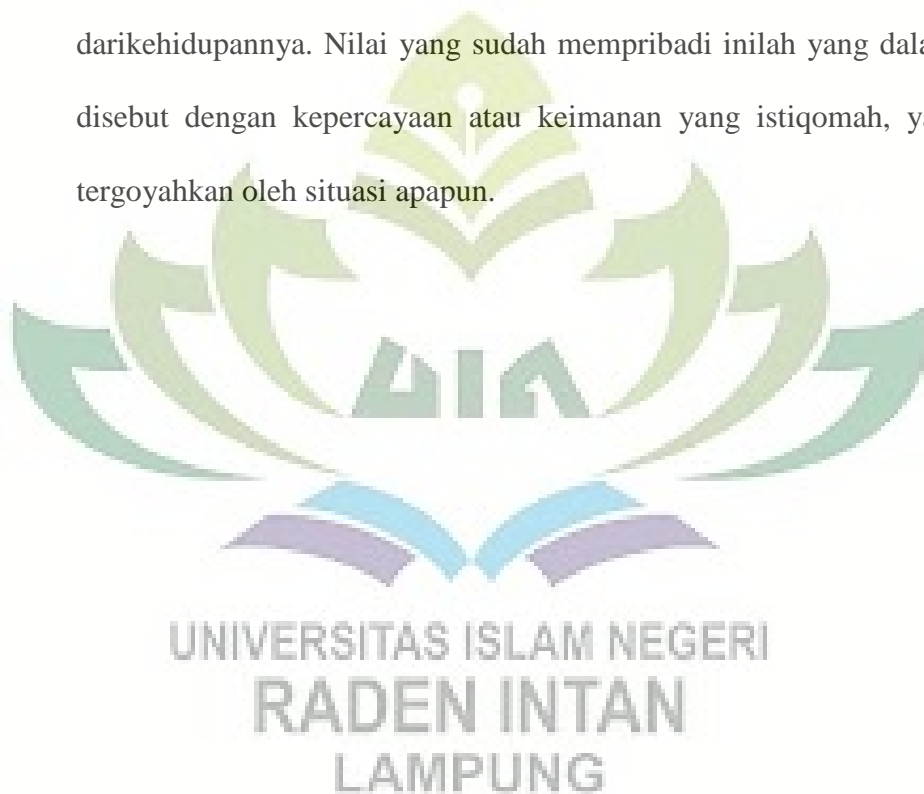 darikehidupannya. Nilai yang sudah mempribadi inilah yang
disebut dengan kepercayaan atau keimanan yang istiqomah,
tergoyahkan oleh situasi apapun.
UIN
UNIVERSITAS ISLAM NEGERI
RADEN INTAN
LAMPUNG